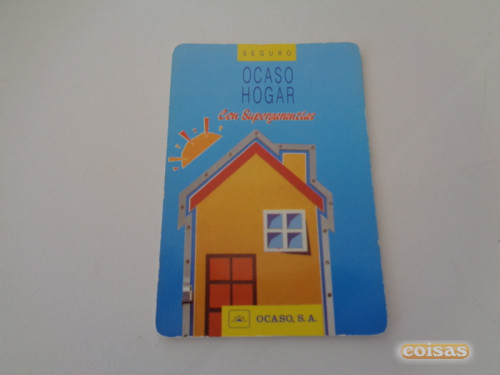 SEGURO
OCASO
HOGAR
Con Supergarantías
OCASO, S.A.
coisas